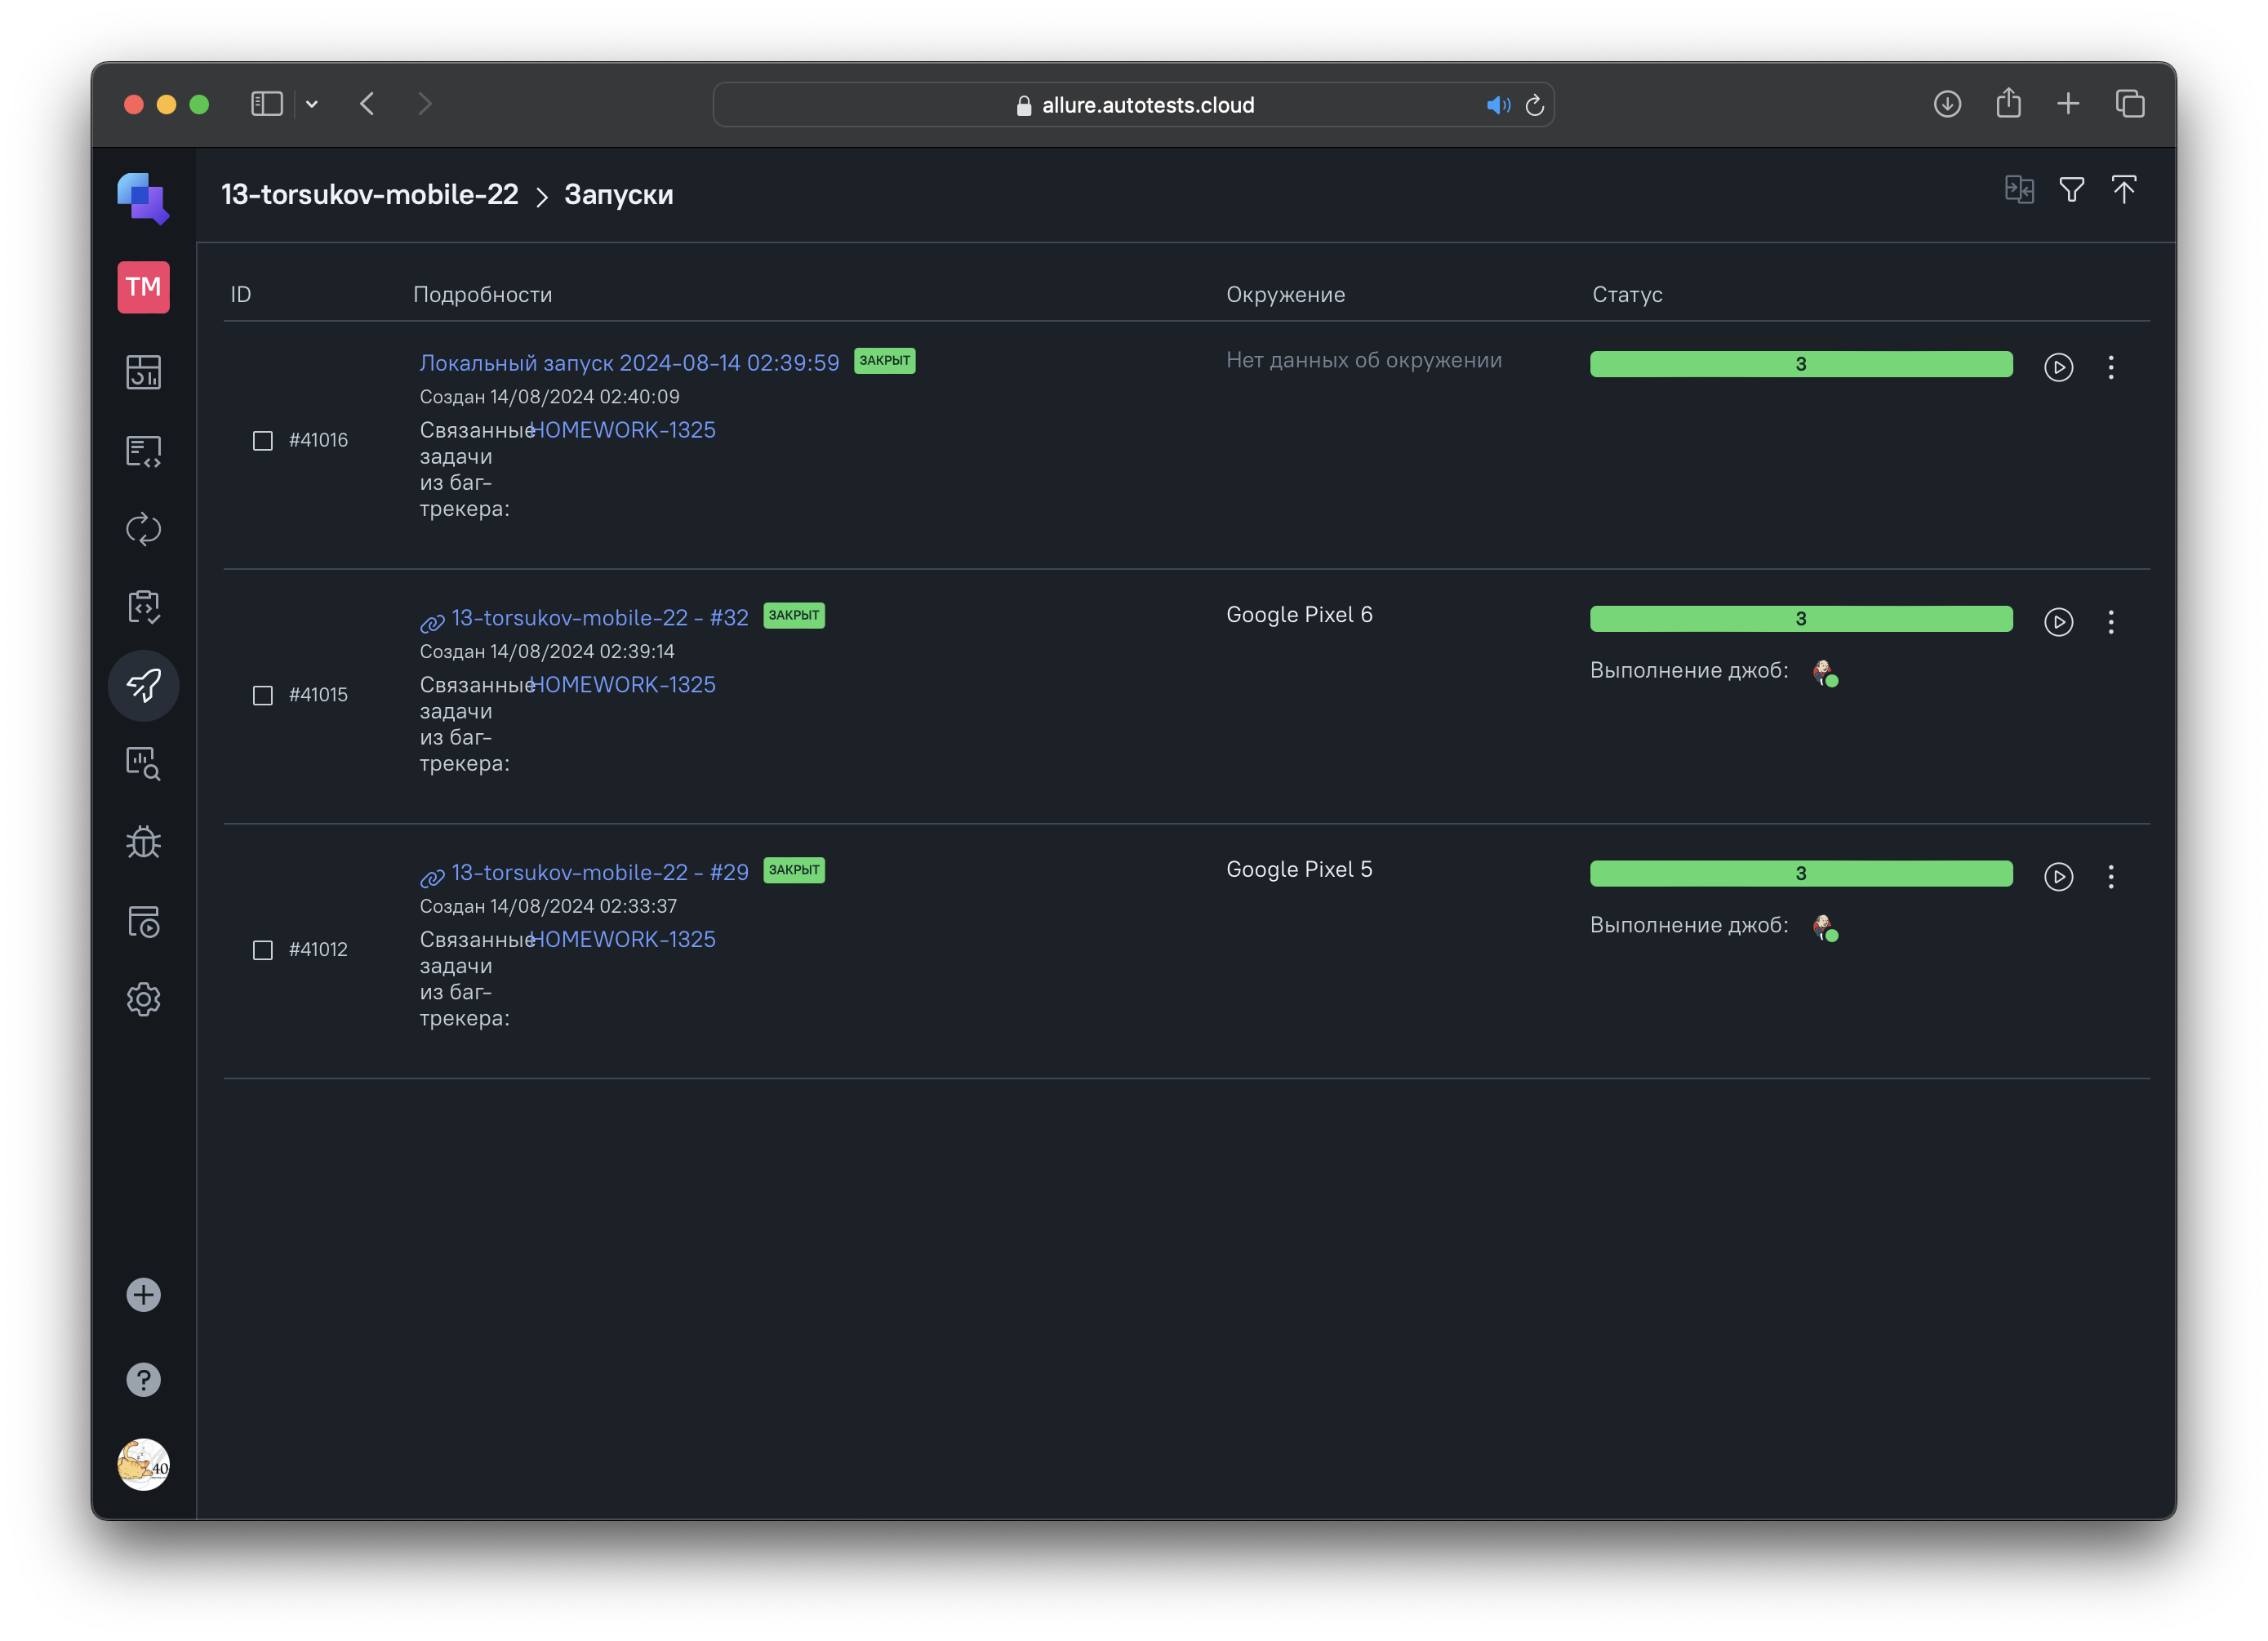 allure.autotests.cloud
13-torsukov-mobile-22 > Запуски
TM
ID Подробности Окружение Статус
Локальный запуск 2024-08-14 02:39:59 ЗАКРЫТ Нет данных об окружении 3
Создан 14/08/2024 02:40:09
#41016 Связанные HOMEWORK-1325
задачи
из баг-
трекера:
13-torsukov-mobile-22 - #32 ЗАКРЫТ Google Pixel 6 3
Создан 14/08/2024 02:39:14 Выполнение джоб:
#41015 Связанные HOMEWORK-1325
задачи
из баг-
трекера:
13-torsukov-mobile-22 - #29 ЗАКРЫТ Google Pixel 5 3
Создан 14/08/2024 02:33:37 Выполнение джоб:
#41012 Связанные HOMEWORK-1325
задачи
из баг-
трекера:
40